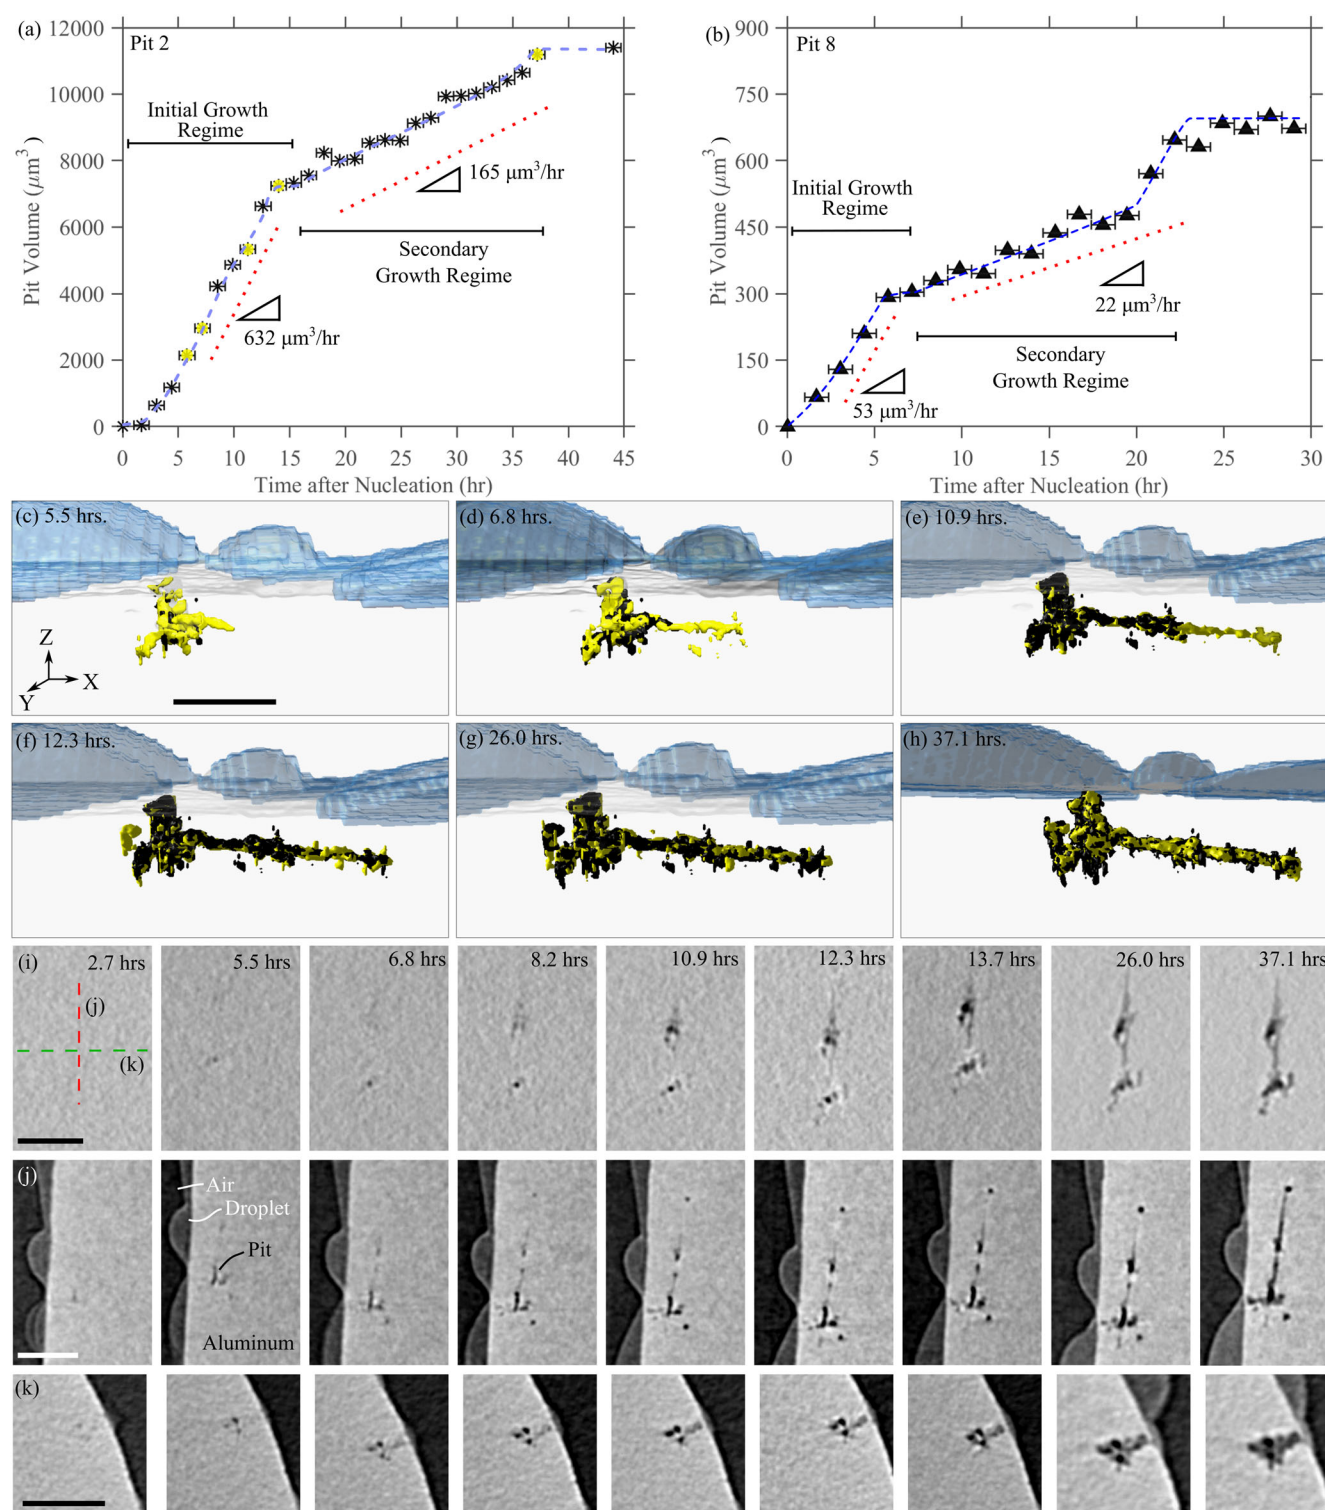 (a)
Pit 2
12000
10000
8000
6000
4000
2000
0
Pit Volume (μm³)
Initial Growth
Regime
165 μm³/hr
Secondary
Growth Regime
632 μm³/hr
0 5 10 15 20 25 30 35 40 45
Time after Nucleation (hr)
(b)
Pit 8
900
750
600
450
300
150
0
Pit Volume (μm³)
Initial Growth
Regime
22 μm³/hr
Secondary
Growth Regime
53 μm³/hr
0 5 10 15 20 25 30
Time after Nucleation (hr)
(c) 5.5 hrs.
Z
X
Y
(d) 6.8 hrs.
(e) 10.9 hrs.
(f) 12.3 hrs.
(g) 26.0 hrs.
(h) 37.1 hrs.
(i)
2.7 hrs
5.5 hrs
6.8 hrs
8.2 hrs
10.9 hrs
12.3 hrs
13.7 hrs
26.0 hrs
37.1 hrs
(j)
(k)
(j)
Air
Droplet
Pit
Aluminum
(k)